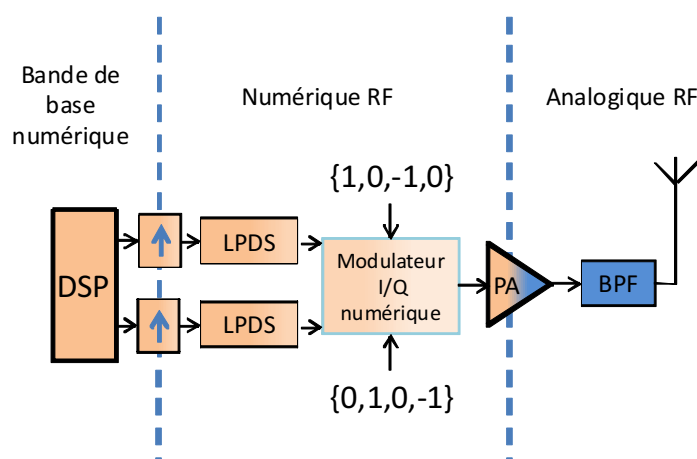 Bande de
base
numérique
Numérique RF
Analogique RF
{1,0,-1,0}
DSP
LPDS
LPDS
Modulateur
I/Q
numérique
PA
BPF
{0,1,0,-1}